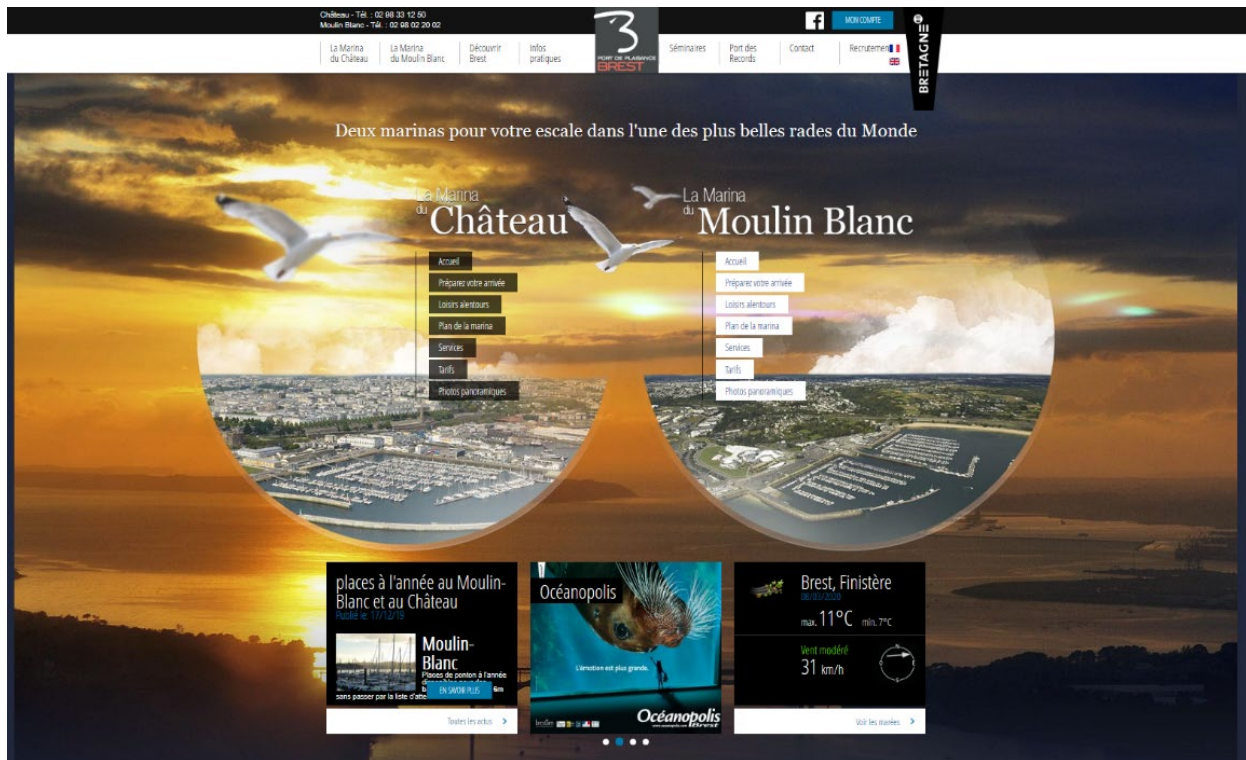 Château - Tél. : 02 98 33 12 50
Moulin Blanc - Tél. : 02 98 02 20 02
MON COMPTE
La Marina
du Château
La Marina
du Moulin Blanc
Découvrir
Brest
Infos
pratiques
PORT DE PLAISANCE
BREST
Séminaires
Port des
Records
Contact
Recrutement
BRETAGNE
Deux marinas pour votre escale dans l'une des plus belles rades du Monde
La Marina
du Château
Accueil
Préparez votre arrivée
Loisirs alentours
Plan de la marina
Services
Tarifs
Photos panoramiques
La Marina
du Moulin Blanc
Accueil
Préparez votre arrivée
Loisirs alentours
Plan de la marina
Services
Tarifs
Photos panoramiques
places à l'année au Moulin-
Blanc et au Château
Publié le: 17/12/19
Moulin-
Blanc
Places de ponton à l'année
6m
sans passer par la liste d'atte
EN SAVOIR PLUS
Toutes les actus
Océanopolis
L'émotion est plus grande.
Océanopolis
Brest
Brest, Finistère
08/03/2020
max. 11°C min. 7°C
Vent modéré
31 km/h
Voir les marées